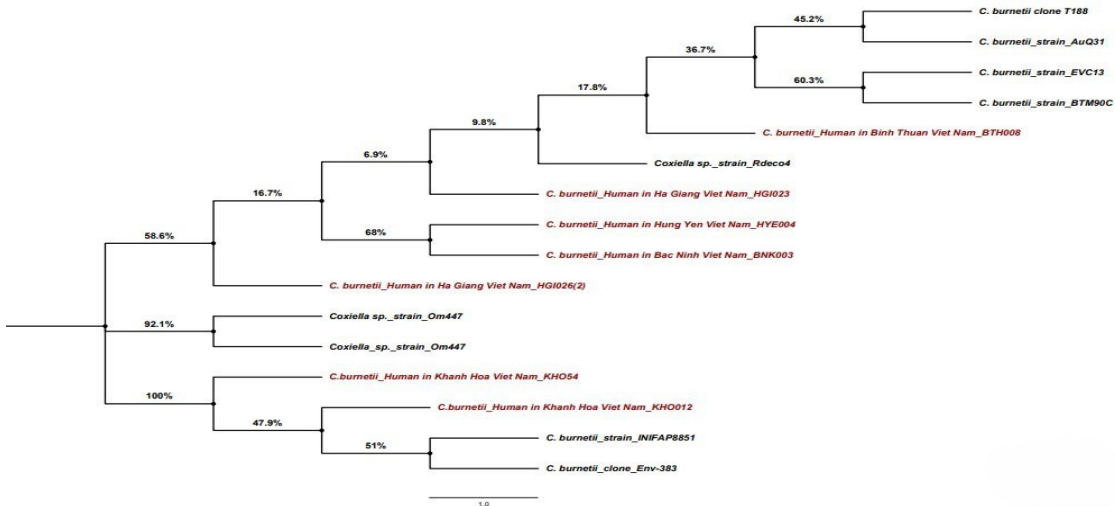 C. burnetii clone T188
45.2%
C. burnetii_strain_AuQ31
36.7%
C. burnetii_strain_EVC13
60.3%
17.8%
C. burnetii_strain_BTM90C
9.8%
C. burnetii_Human in Binh Thuan Viet Nam_BTH008
6.9%
Coxiella sp._strain_Rdeco4
16.7%
C. burnetii_Human in Ha Giang Viet Nam_HGI023
C. burnetii_Human in Hung Yen Viet Nam_HYE004
58.6%
68%
C. burnetii_Human in Bac Ninh Viet Nam_BNK003
C. burnetii_Human in Ha Giang Viet Nam_HGI026(2)
Coxiella sp._strain_Om447
92.1%
Coxiella_sp._strain_Om447
C.burnetii_Human in Khanh Hoa Viet Nam_KHO54
100%
C.burnetii_Human in Khanh Hoa Viet Nam_KHO012
47.9%
C. burnetii_strain_INIFAP8851
51%
C. burnetii_clone_Env-383